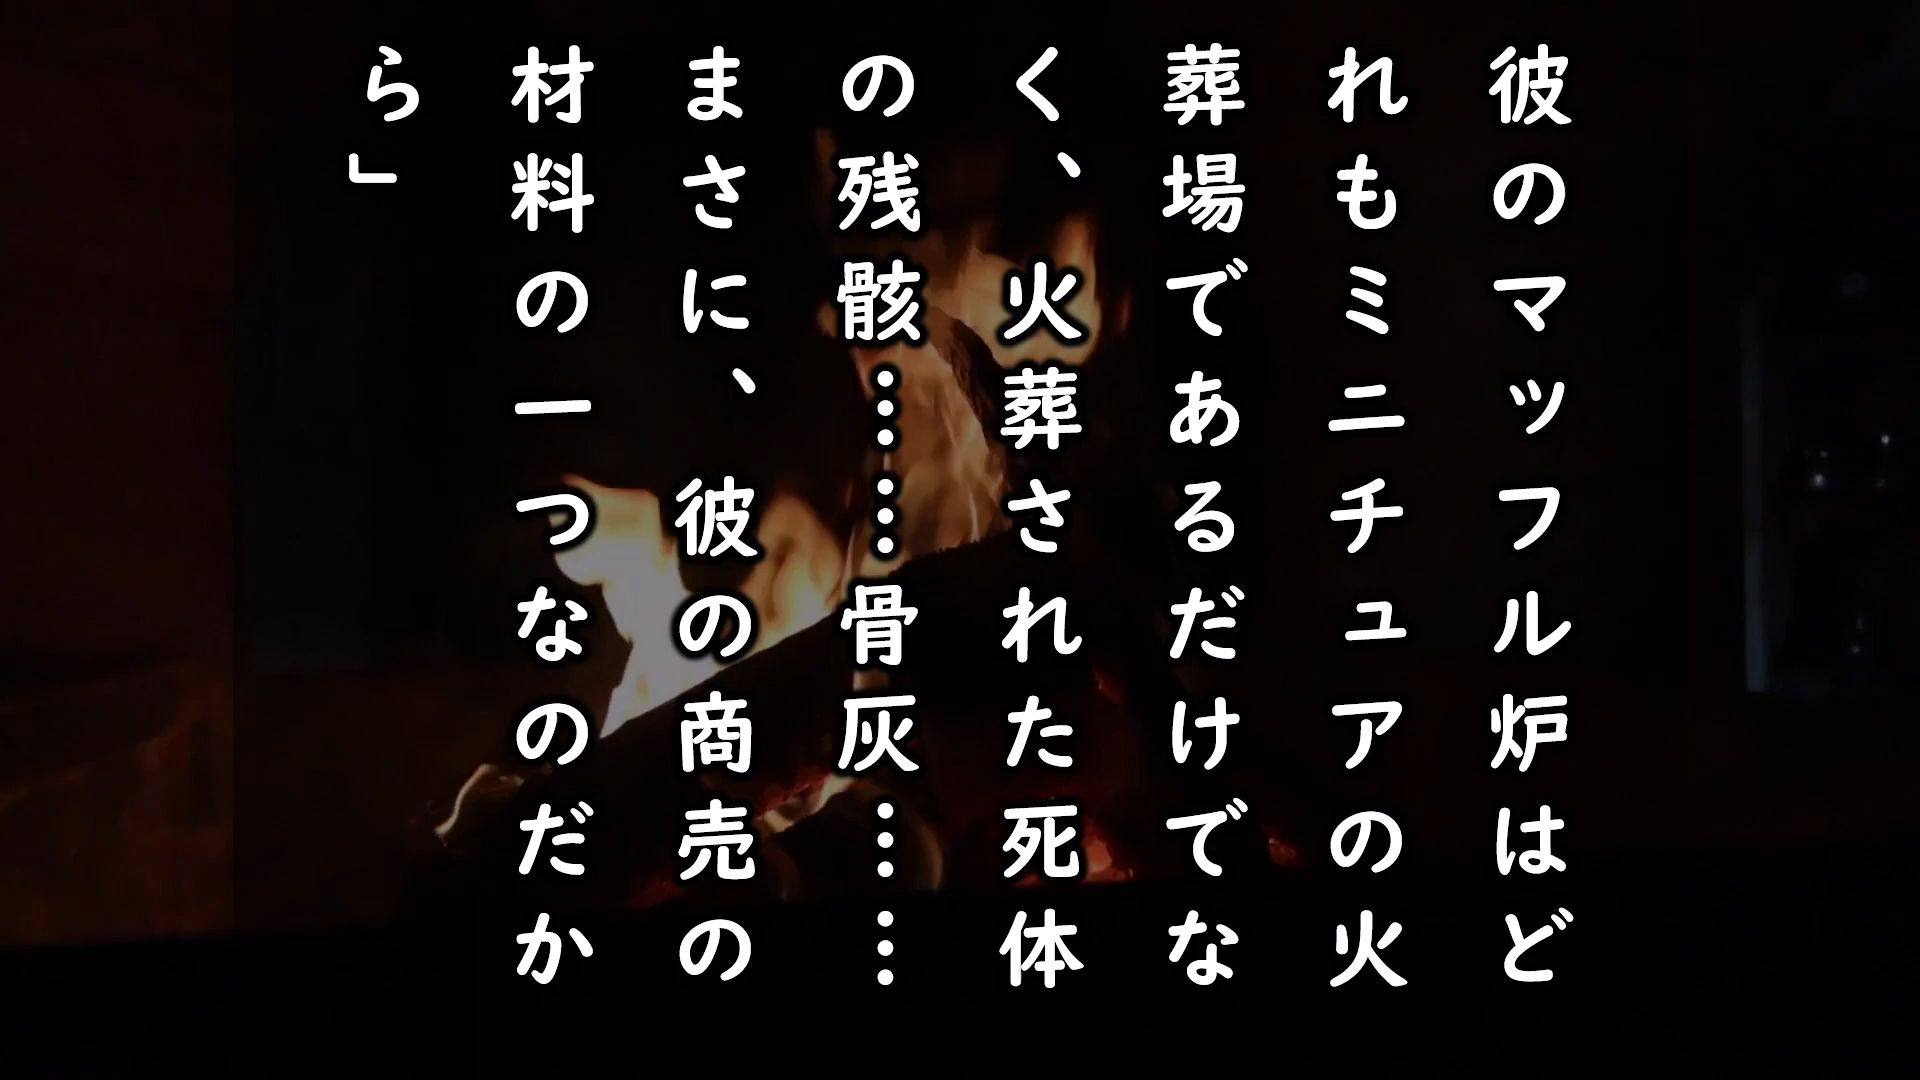 彼のマッフル炉はど
れもミニチュアの火
葬場であるだけでな
く、火葬された死体
の残骸……骨灰……
まさに、彼の商売の
材料の一つなのだか
ら」